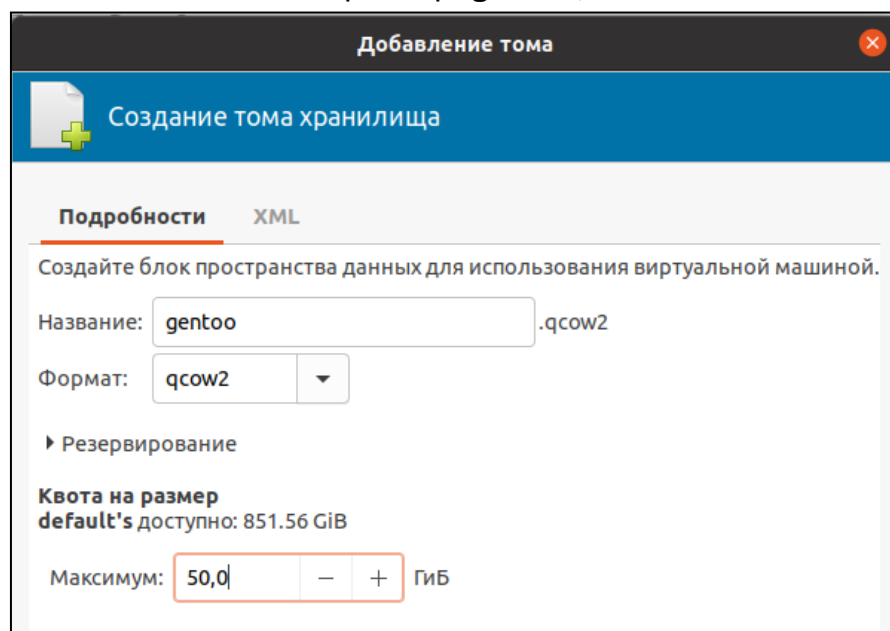 Добавление тома
Создание тома хранилища
Подробности XML
Создайте блок пространства данных для использования виртуальной машиной.
Название: gentoo .qcow2
Формат: qcow2
Резервирование
Квота на размер
default's доступно: 851.56 GiB
Максимум: 50,0 − + ГиБ